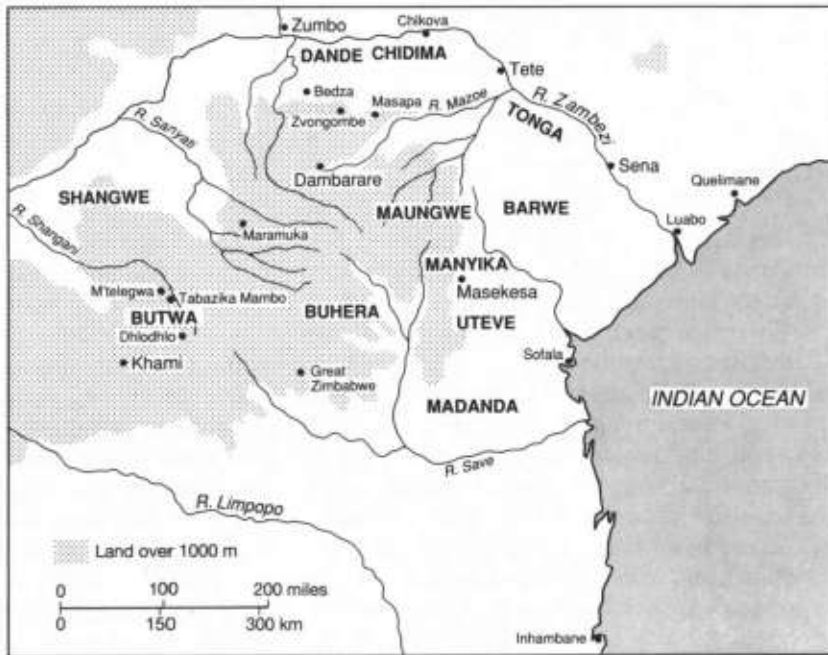 Zumbo
Chikova
DANDE CHIDIMA
Tete
Bedza
Masapa
R. Mazoe
R. Zambezi
Zvongombe
R. Sanyati
TONGA
Dambarare
Sena
Quelimane
SHANGWE
MAUNGWE
BARWE
Luabo
R. Shangani
Maramuka
MANYIKA
Masekesa
M'telegwa
Tabazika Mambo
BUTWA
BUHERA
UTEVE
Dhlodhlo
Khami
Great
Zimbabwe
Sofala
INDIAN OCEAN
MADANDA
R. Save
R. Limpopo
Land over 1000 m
0 100 200 miles
0 150 300 km
Inhambane